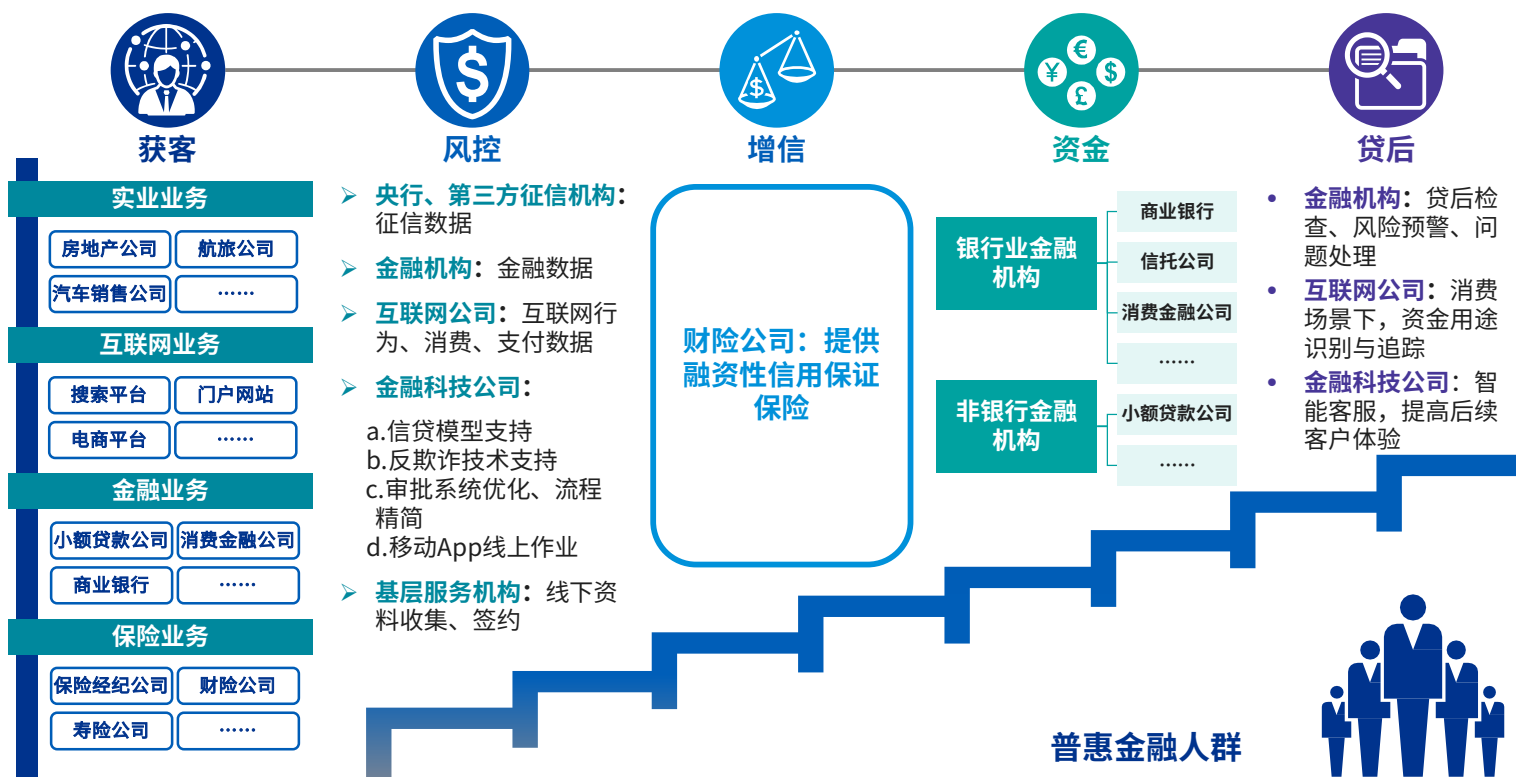 获客
风控
增信
资金
贷后
实业业务
房地产公司
航旅公司
汽车销售公司
······
互联网业务
搜索平台
门户网站
电商平台
······
金融业务
小额贷款公司
消费金融公司
商业银行
······
保险业务
保险经纪公司
财险公司
寿险公司
······
➢ 央行、第三方征信机构：
征信数据
➢ 金融机构：金融数据
➢ 互联网公司：互联网行
为、消费、支付数据
➢ 金融科技公司：
a.信贷模型支持
b.反欺诈技术支持
c.审批系统优化、流程
精简
d.移动App线上作业
➢ 基层服务机构：线下资
料收集、签约
财险公司：提供
融资性信用保证
保险
银行业金融
机构
商业银行
信托公司
消费金融公司
······
非银行金融
机构
小额贷款公司
······
• 金融机构：贷后检
查、风险预警、问
题处理
• 互联网公司：消费
场景下，资金用途
识别与追踪
• 金融科技公司：智
能客服，提高后续
客户体验
普惠金融人群